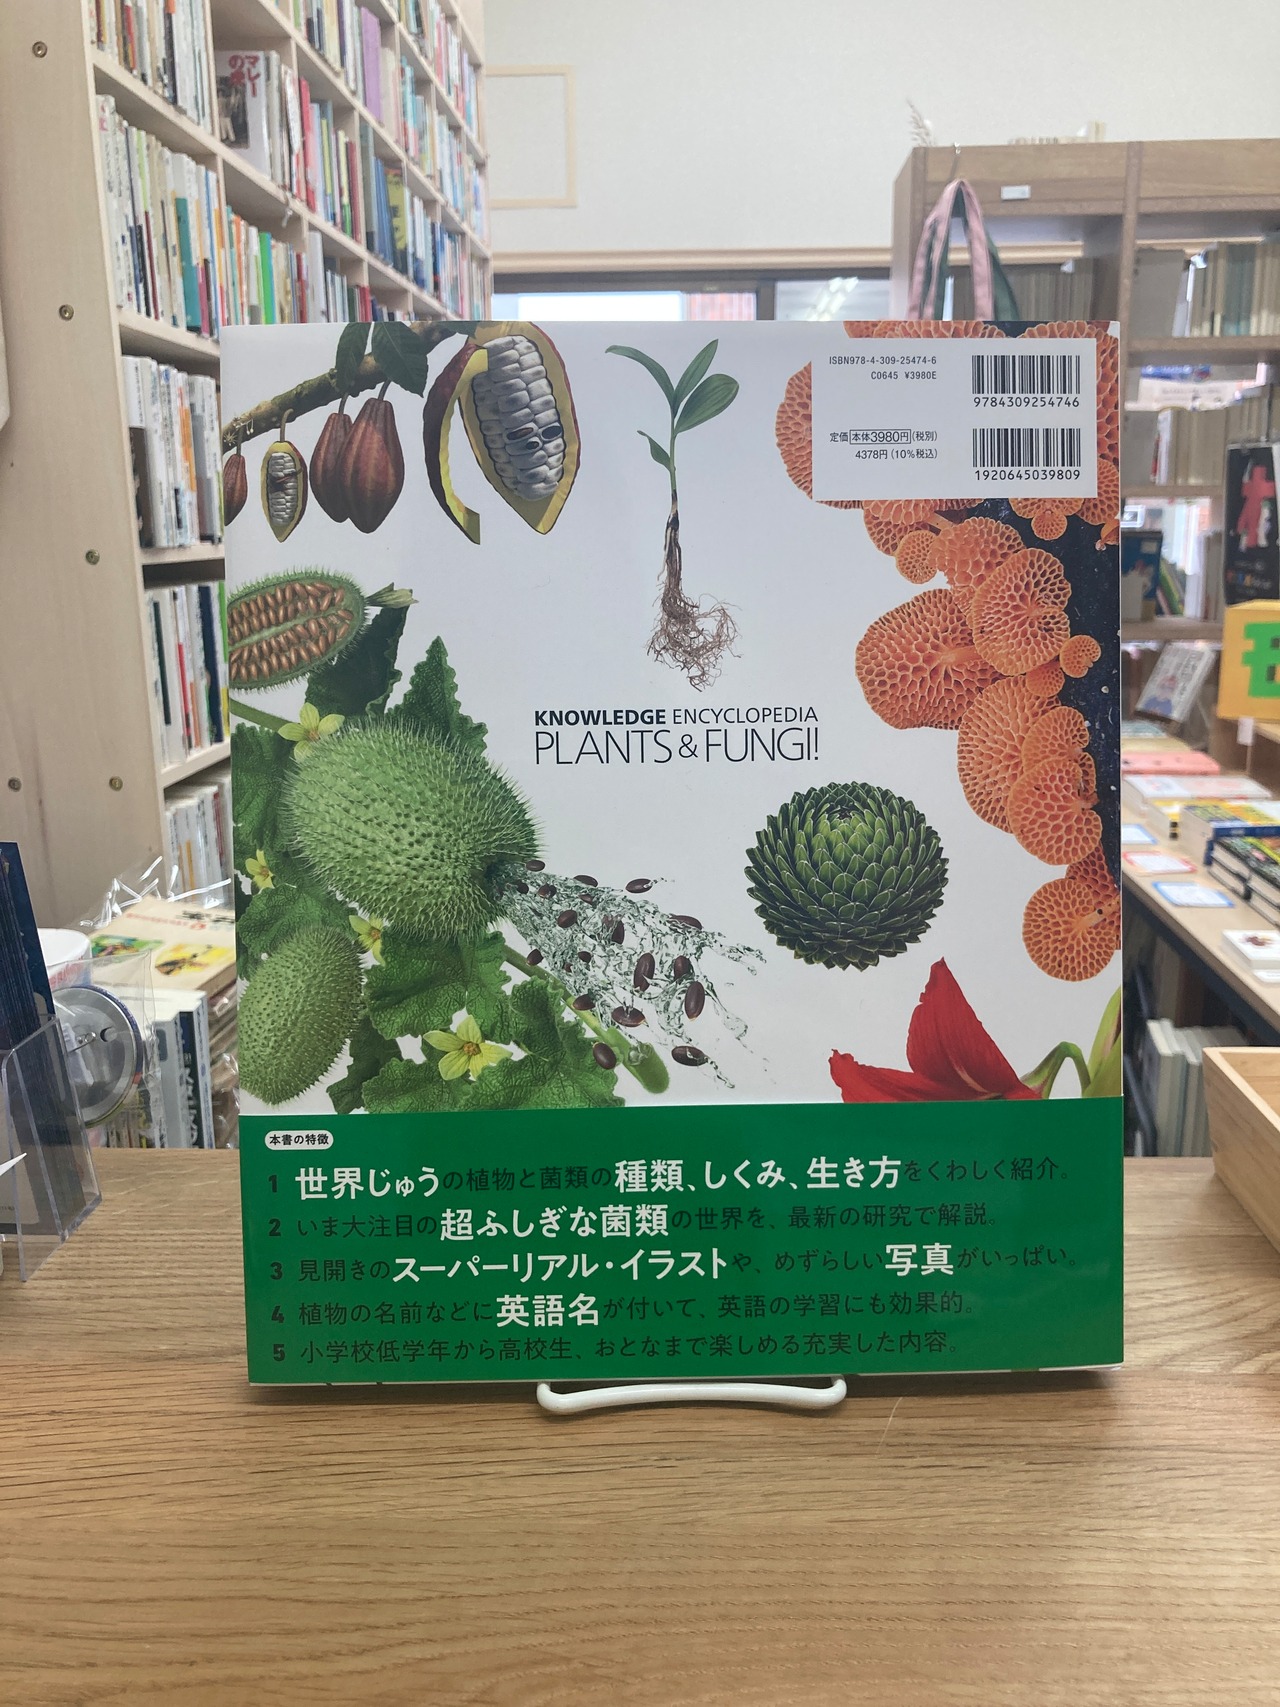 マレーの虎
ISBN978-4-309-25474-6
C0645 ¥3980E
9784309254746
定価 本体3980円 (税別)
4378円 (10%税込)
1920645039809
KNOWLEDGE ENCYCLOPEDIA
PLANTS & FUNGI!
本書の特徴
1 世界じゅうの植物と菌類の種類、しくみ、生き方をくわしく紹介。
2 いま大注目の超ふしぎな菌類の世界を、最新の研究で解説。
3 見開きのスーパーリアル・イラストや、めずらしい写真がいっぱい。
4 植物の名前などに英語名が付いて、英語の学習にも効果的。
5 小学校低学年から高校生、おとなまで楽しめる充実した内容。